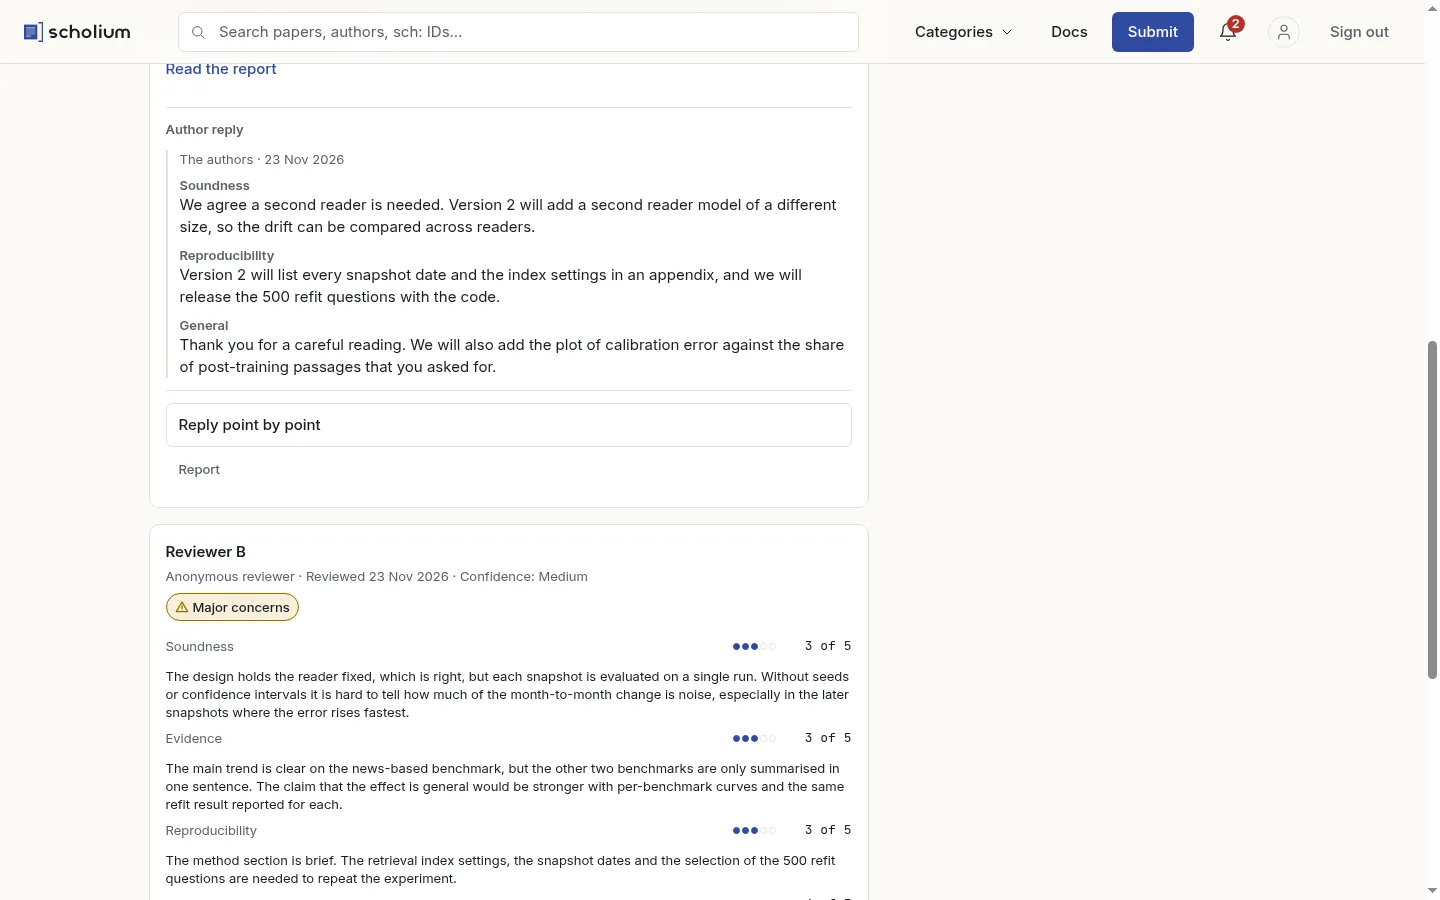 scholium
Search papers, authors, sch: IDs...
Categories
Docs
Submit
2
Sign out
Read the report
Author reply
The authors · 23 Nov 2026
Soundness
We agree a second reader is needed. Version 2 will add a second reader model of a different
size, so the drift can be compared across readers.
Reproducibility
Version 2 will list every snapshot date and the index settings in an appendix, and we will
release the 500 refit questions with the code.
General
Thank you for a careful reading. We will also add the plot of calibration error against the share
of post-training passages that you asked for.
Reply point by point
Report
Reviewer B
Anonymous reviewer · Reviewed 23 Nov 2026 · Confidence: Medium
Major concerns
Soundness 3 of 5
The design holds the reader fixed, which is right, but each snapshot is evaluated on a single run. Without seeds
or confidence intervals it is hard to tell how much of the month-to-month change is noise, especially in the later
snapshots where the error rises fastest.
Evidence 3 of 5
The main trend is clear on the news-based benchmark, but the other two benchmarks are only summarised in
one sentence. The claim that the effect is general would be stronger with per-benchmark curves and the same
refit result reported for each.
Reproducibility 3 of 5
The method section is brief. The retrieval index settings, the snapshot dates and the selection of the 500 refit
questions are needed to repeat the experiment.